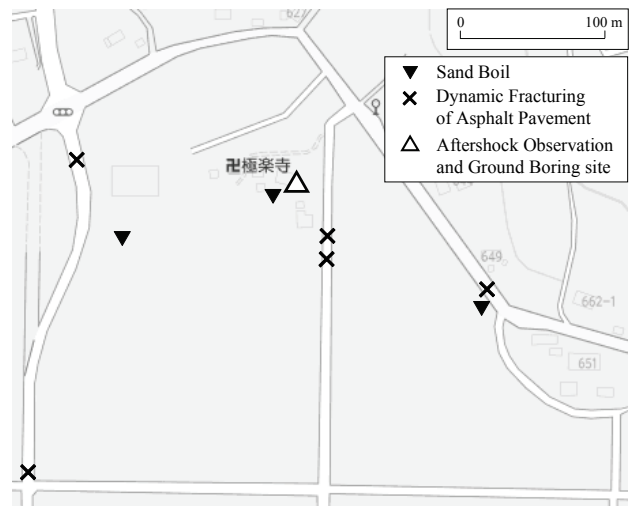 627
0 100 m
Sand Boil
Dynamic Fracturing
of Asphalt Pavement
Aftershock Observation
and Ground Boring site
卍極楽寺
649
662-1
651